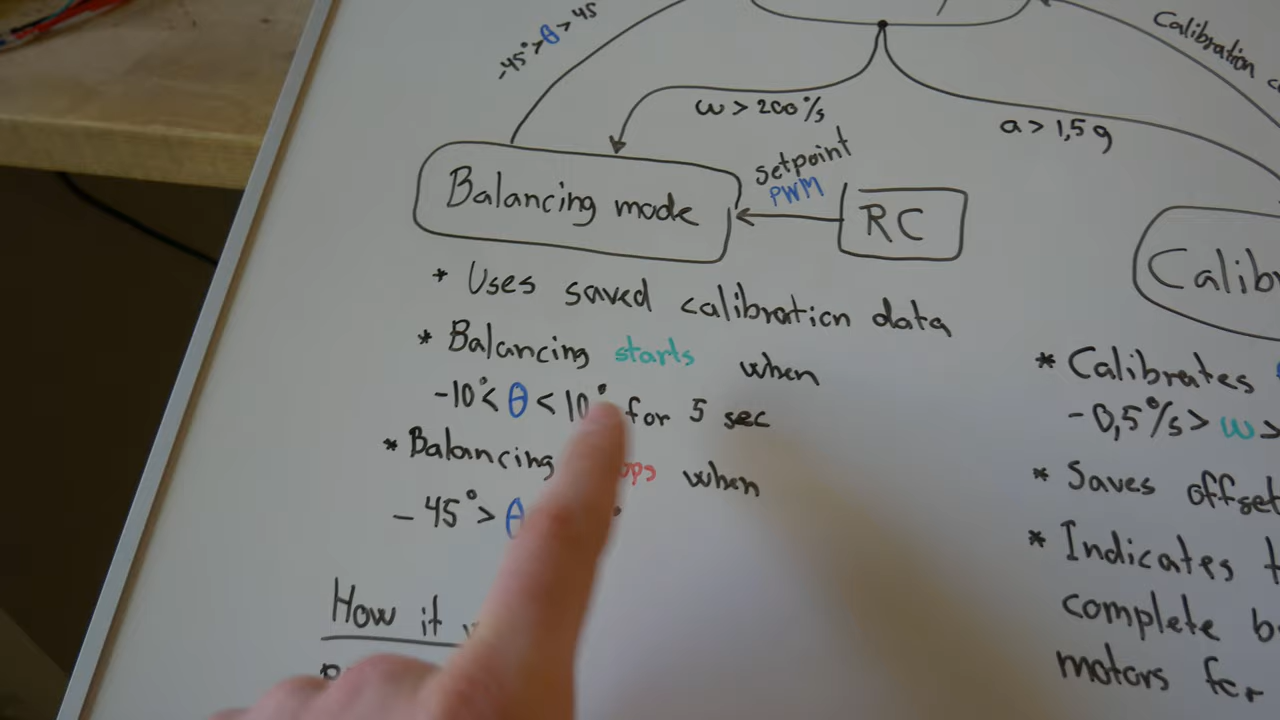 -45° > θ > 45
Calibration
ω > 200°/s
a > 1,5 g
setpoint
PWM
Balancing mode
RC
* Uses saved calibration data
* Balancing starts when
-10° < θ < 10° for 5 sec
* Balancing when
-45° > θ
How it
Calib
* Calibrates
-0,5°/s > ω >
* Saves offset
* Indicates
complete
motors for